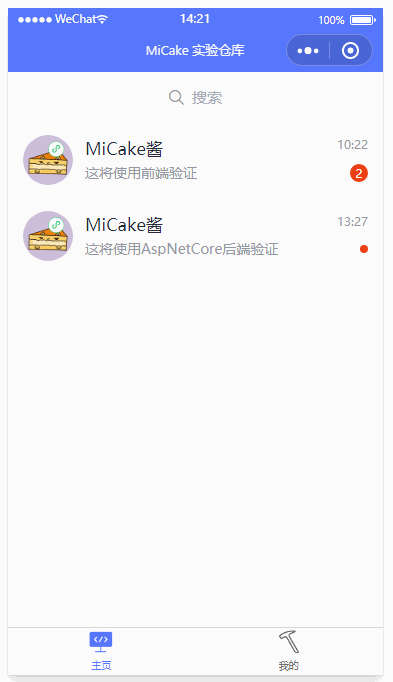 WeChat 14:21 100%
MiCake 实验仓库
搜索
MiCake酱 10:22
这将使用前端验证 2
MiCake酱 13:27
这将使用AspNetCore后端验证
主页 我的